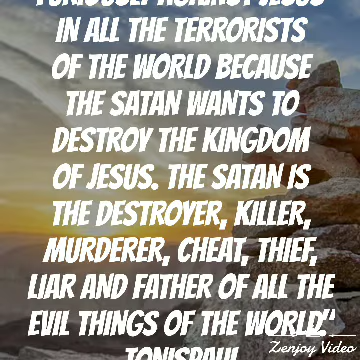 FURIOUSLY AGAINST JESUS
IN ALL THE TERRORISTS
OF THE WORLD BECAUSE
THE SATAN WANTS TO
DESTROY THE KINGDOM
OF JESUS. THE SATAN IS
THE DESTROYER, KILLER,
MURDERER, CHEAT, THIEF,
LIAR AND FATHER OF ALL THE
EVIL THINGS OF THE WORLD."
TONISPAUL
Zenjoy Video